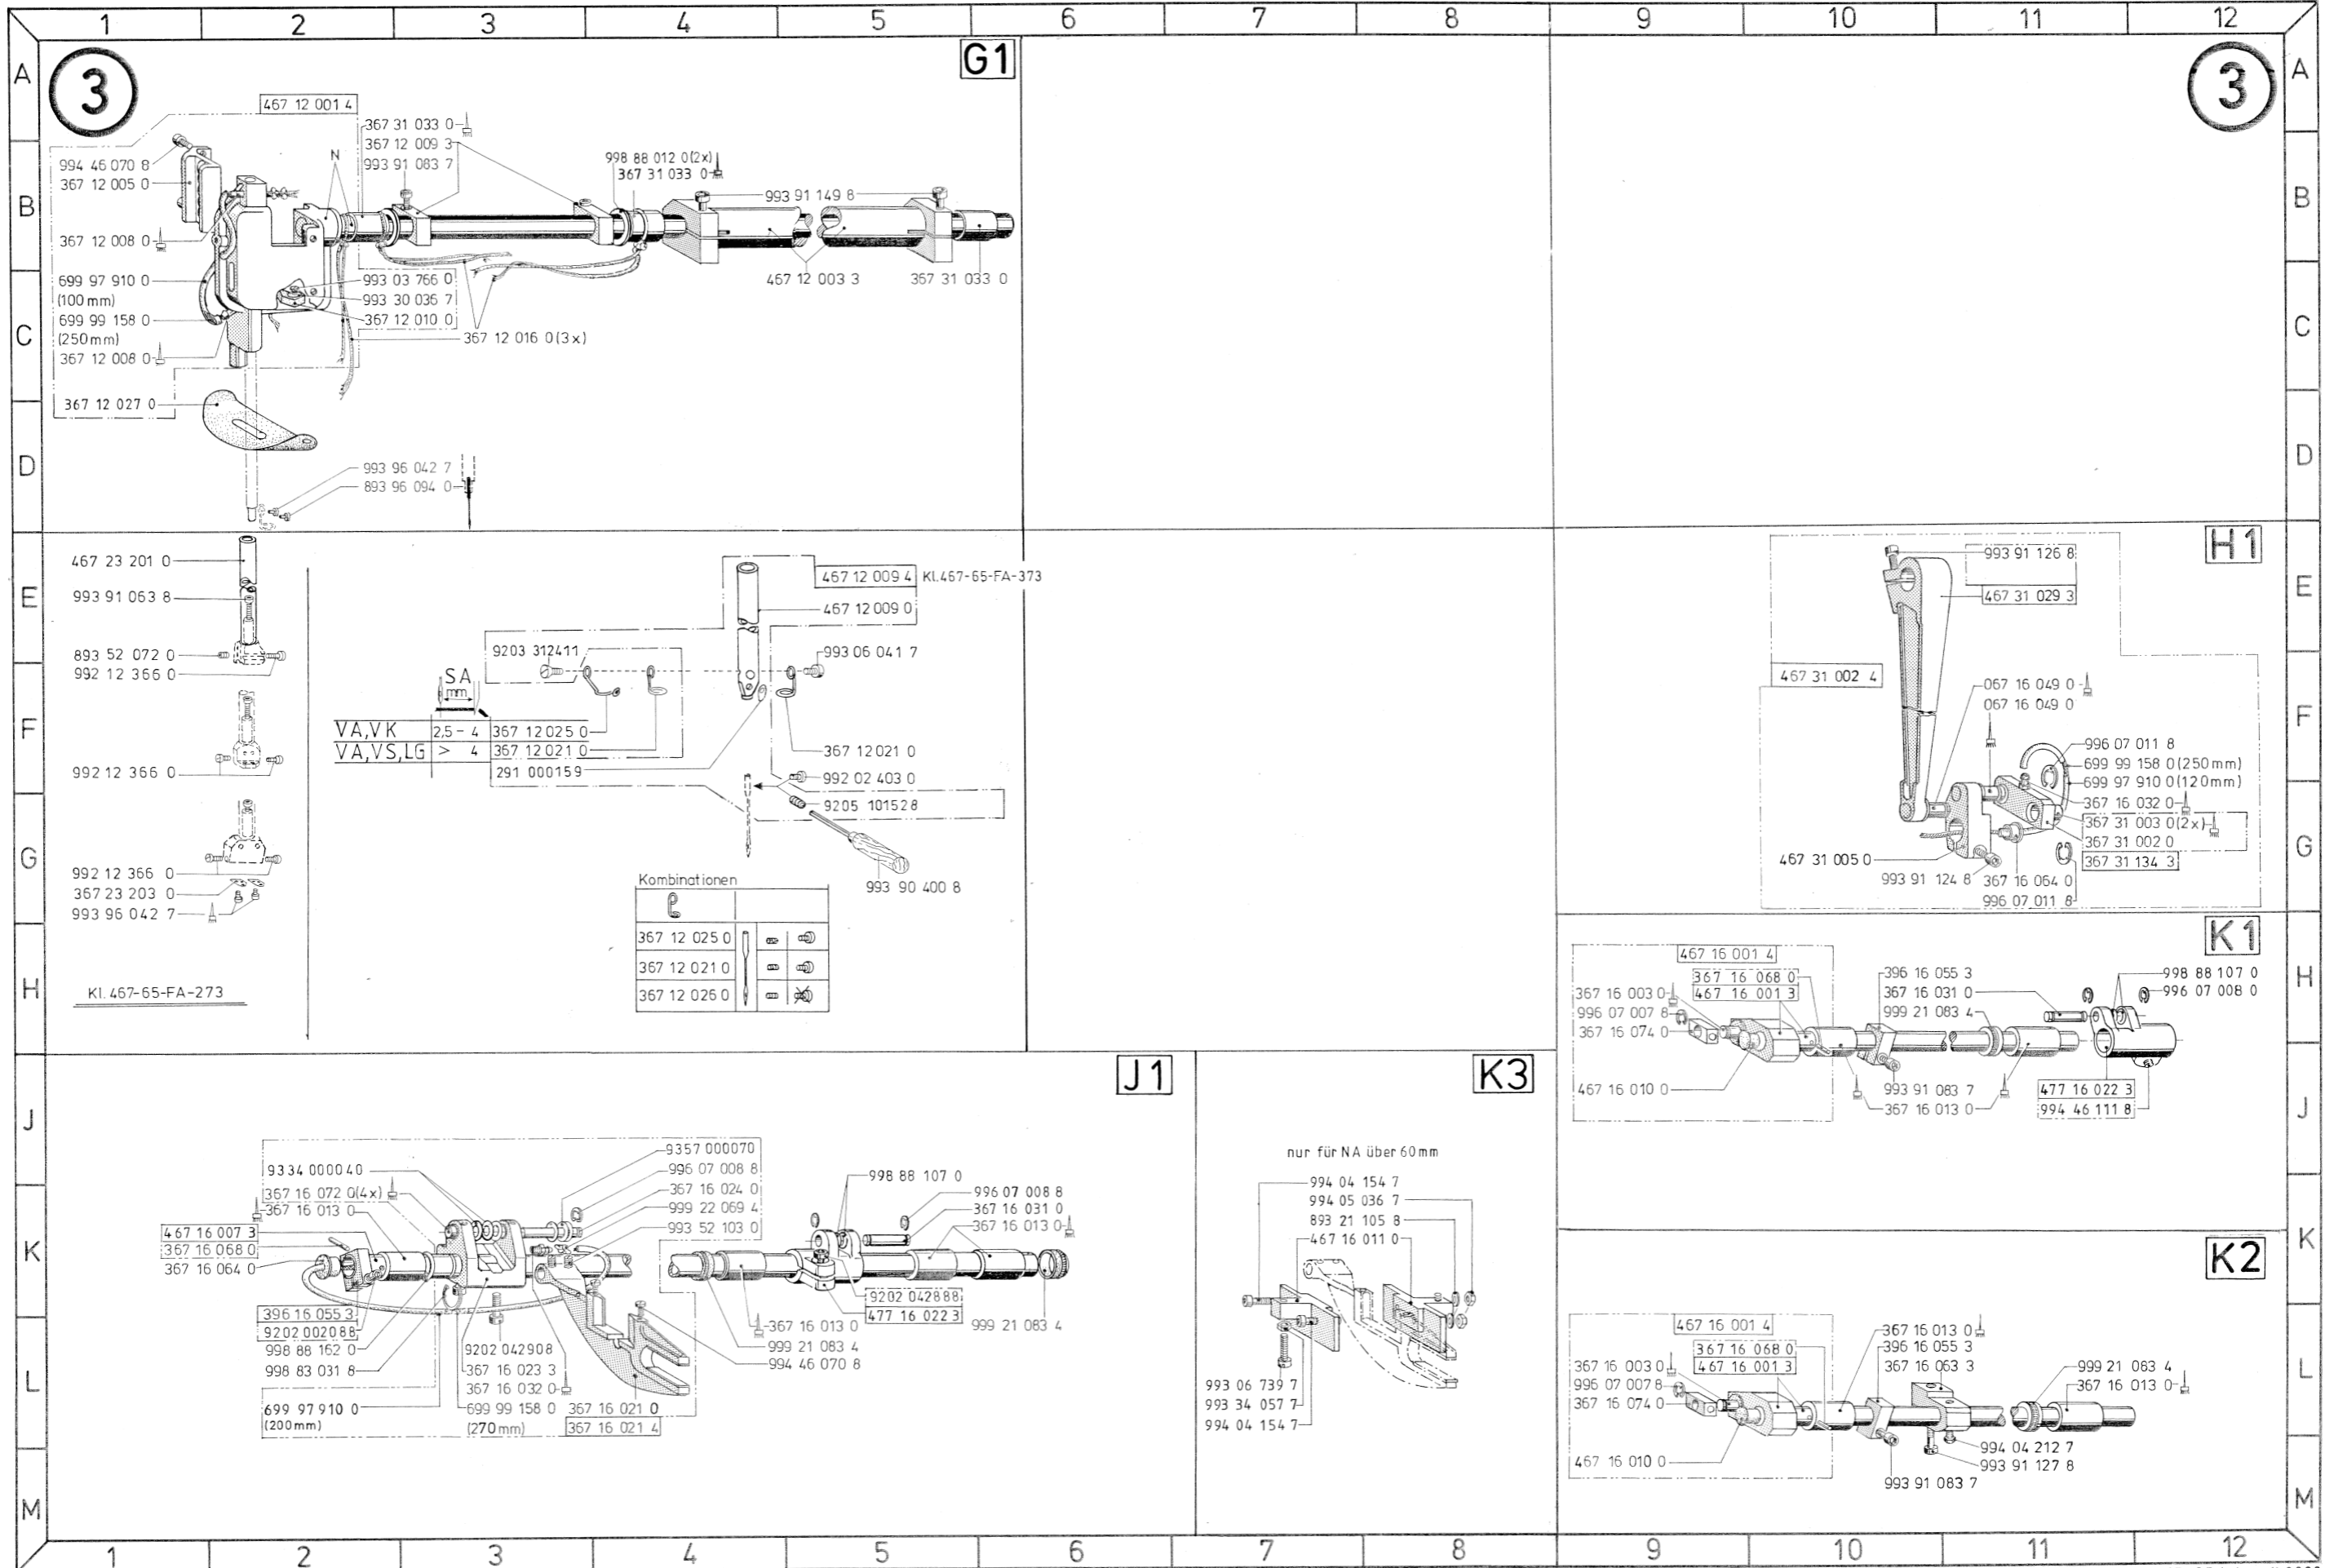 1 2 3 4 5 6 7 8 9 10 11 12
A
B
C
D
E
F
G
H
J
K
L
M
3
G1
467 12 001 4
994 46 070 8
367 12 005 0
367 12 008 0
699 97 910 0
(100 mm)
699 99 158 0
(250 mm)
367 12 008 0
367 12 027 0
N
367 31 033 0
367 12 009 3
993 91 083 7
998 88 012 0 (2x)
367 31 033 0
993 91 149 8
467 12 003 3
367 31 033 0
993 03 766 0
993 30 036 7
367 12 010 0
367 12 016 0 (3x)
993 96 042 7
893 96 094 0
467 23 201 0
993 91 063 8
893 52 072 0
992 12 366 0
992 12 366 0
992 12 366 0
367 23 203 0
993 96 042 7
Kl. 467-65-FA-273
467 12 009 4 Kl. 467-65-FA-373
467 12 009 0
9203 312411
993 06 041 7
SA
mm
VA,VK 2,5 - 4 367 12 025 0
VA,VS,LG > 4 367 12 021 0
291 000159
367 12 021 0
992 02 403 0
9205 101528
993 90 400 8
Kombinationen
367 12 025 0
367 12 021 0
367 12 026 0
3
H1
993 91 126 8
467 31 029 3
467 31 002 4
067 16 049 0
067 16 049 0
996 07 011 8
699 99 158 0 (250 mm)
699 97 910 0 (120 mm)
367 16 032 0
367 31 003 0 (2x)
367 31 002 0
367 31 134 3
467 31 005 0
993 91 124 8
367 16 064 0
996 07 011 8
K1
467 16 001 4
367 16 068 0
467 16 001 3
367 16 003 0
996 07 007 8
367 16 074 0
467 16 010 0
396 16 055 3
367 16 031 0
999 21 083 4
998 88 107 0
996 07 008 0
993 91 083 7
367 16 013 0
477 16 022 3
994 46 111 8
J1
9334 000040
367 16 072 0 (4x)
367 16 013 0
467 16 007 3
367 16 068 0
367 16 064 0
396 16 055 3
9202 002088
998 88 162 0
998 83 031 8
699 97 910 0
(200 mm)
9357 000070
996 07 008 8
367 16 024 0
999 22 069 4
993 52 103 0
9202 042908
367 16 023 3
367 16 032 0
699 99 158 0
(270 mm)
367 16 021 0
367 16 021 4
998 88 107 0
996 07 008 8
367 16 031 0
367 16 013 0
9202 042888
477 16 022 3
999 21 083 4
367 16 013 0
999 21 083 4
994 46 070 8
K3
nur für NA über 60 mm
994 04 154 7
994 05 036 7
893 21 105 8
467 16 011 0
993 06 739 7
993 34 057 7
994 04 154 7
K2
467 16 001 4
367 16 068 0
467 16 001 3
367 16 003 0
996 07 007 8
367 16 074 0
467 16 010 0
367 16 013 0
396 16 055 3
367 16 063 3
999 21 063 4
367 16 013 0
994 04 212 7
993 91 127 8
993 91 083 7
A
B
C
D
E
F
G
H
J
K
L
M
1 2 3 4 5 6 7 8 9 10 11 12